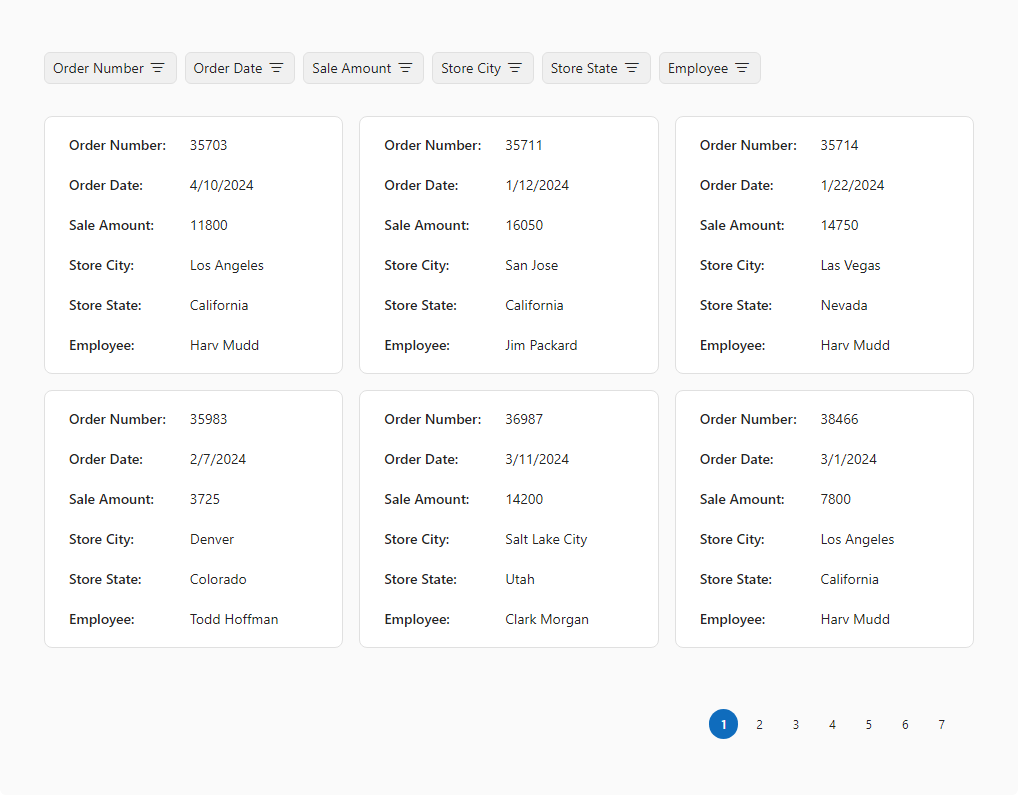 Order Number Order Date Sale Amount Store City Store State Employee
Order Number: 35703
Order Date: 4/10/2024
Sale Amount: 11800
Store City: Los Angeles
Store State: California
Employee: Harv Mudd
Order Number: 35711
Order Date: 1/12/2024
Sale Amount: 16050
Store City: San Jose
Store State: California
Employee: Jim Packard
Order Number: 35714
Order Date: 1/22/2024
Sale Amount: 14750
Store City: Las Vegas
Store State: Nevada
Employee: Harv Mudd
Order Number: 35983
Order Date: 2/7/2024
Sale Amount: 3725
Store City: Denver
Store State: Colorado
Employee: Todd Hoffman
Order Number: 36987
Order Date: 3/11/2024
Sale Amount: 14200
Store City: Salt Lake City
Store State: Utah
Employee: Clark Morgan
Order Number: 38466
Order Date: 3/1/2024
Sale Amount: 7800
Store City: Los Angeles
Store State: California
Employee: Harv Mudd
1 2 3 4 5 6 7